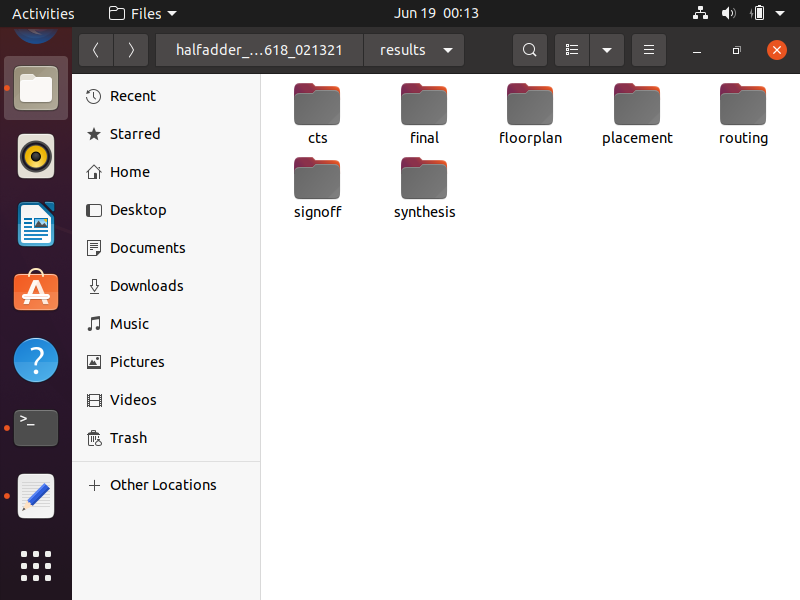 Activities Files Jun 19 00:13
halfadder_...618_021321 results
Recent
Starred
Home
Desktop
Documents
Downloads
Music
Pictures
Videos
Trash
Other Locations
cts final floorplan placement routing
signoff synthesis